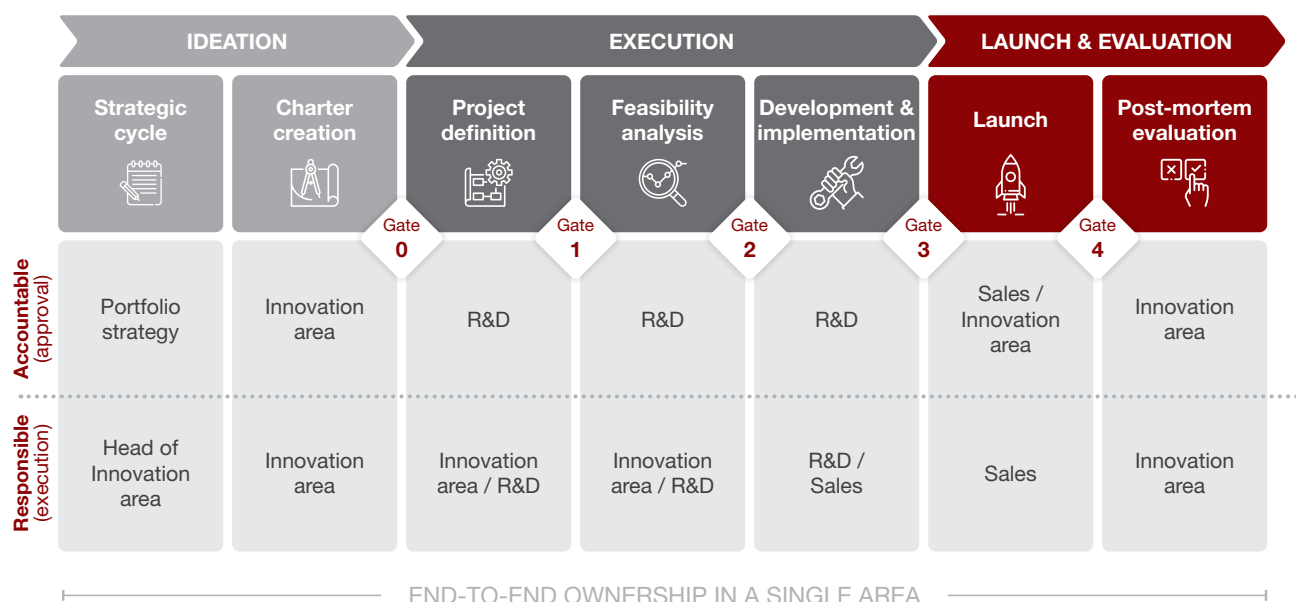 IDEATION
EXECUTION
LAUNCH & EVALUATION
Strategic
cycle
Charter
creation
Project
definition
Feasibility
analysis
Development &
implementation
Launch
Post-mortem
evaluation
Gate
0
Gate
1
Gate
2
Gate
3
Gate
4
Accountable
(approval)
Portfolio
strategy
Innovation
area
R&D
R&D
R&D
Sales /
Innovation
area
Innovation
area
Responsible
(execution)
Head of
Innovation
area
Innovation
area
Innovation
area / R&D
Innovation
area / R&D
R&D /
Sales
Sales
Innovation
area
END-TO-END OWNERSHIP IN A SINGLE AREA